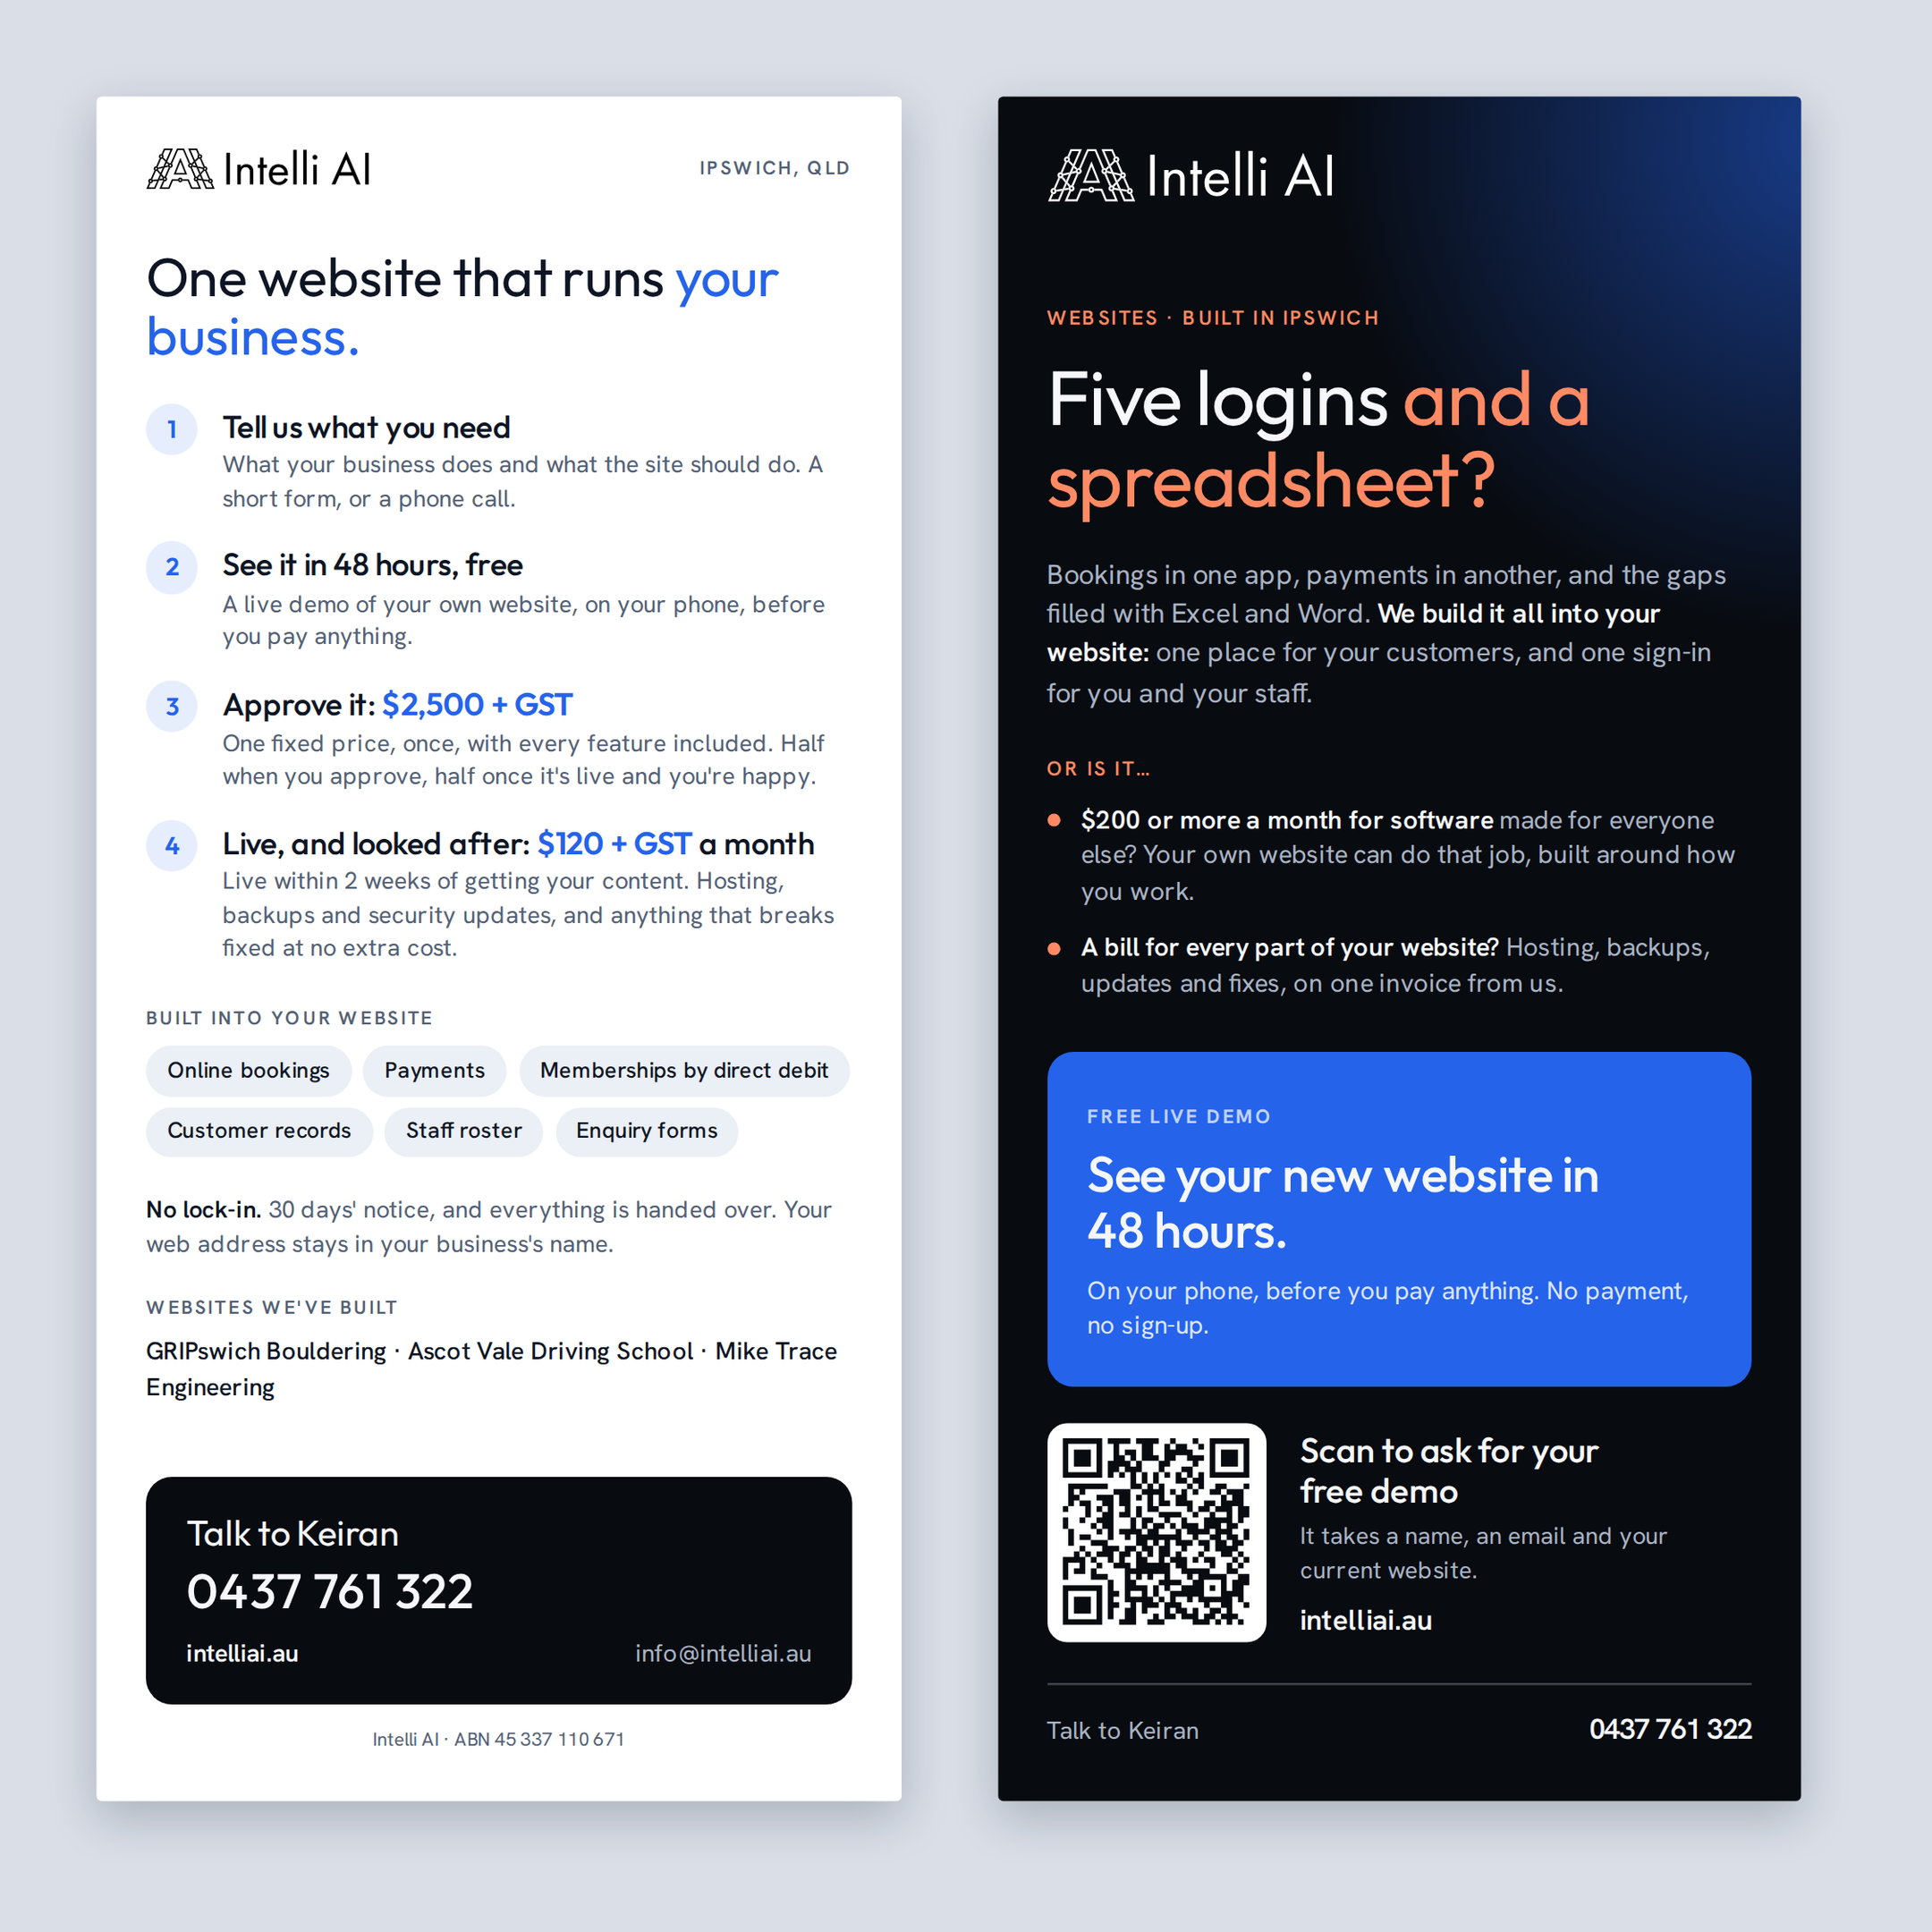 Intelli AI
IPSWICH, QLD
One website that runs your
business.
1
Tell us what you need
What your business does and what the site should do. A
short form, or a phone call.
2
See it in 48 hours, free
A live demo of your own website, on your phone, before
you pay anything.
3
Approve it: $2,500 + GST
One fixed price, once, with every feature included. Half
when you approve, half once it's live and you're happy.
4
Live, and looked after: $120 + GST a month
Live within 2 weeks of getting your content. Hosting,
backups and security updates, and anything that breaks
fixed at no extra cost.
BUILT INTO YOUR WEBSITE
Online bookings
Payments
Memberships by direct debit
Customer records
Staff roster
Enquiry forms
No lock-in. 30 days' notice, and everything is handed over. Your
web address stays in your business's name.
WEBSITES WE'VE BUILT
GRIPswich Bouldering · Ascot Vale Driving School · Mike Trace
Engineering
Talk to Keiran
0437 761 322
intelliai.au
info@intelliai.au
Intelli AI · ABN 45 337 110 671
Intelli AI
WEBSITES · BUILT IN IPSWICH
Five logins and a
spreadsheet?
Bookings in one app, payments in another, and the gaps
filled with Excel and Word. We build it all into your
website: one place for your customers, and one sign-in
for you and your staff.
OR IS IT…
$200 or more a month for software made for everyone
else? Your own website can do that job, built around how
you work.
A bill for every part of your website? Hosting, backups,
updates and fixes, on one invoice from us.
FREE LIVE DEMO
See your new website in
48 hours.
On your phone, before you pay anything. No payment,
no sign-up.
Scan to ask for your
free demo
It takes a name, an email and your
current website.
intelliai.au
Talk to Keiran
0437 761 322